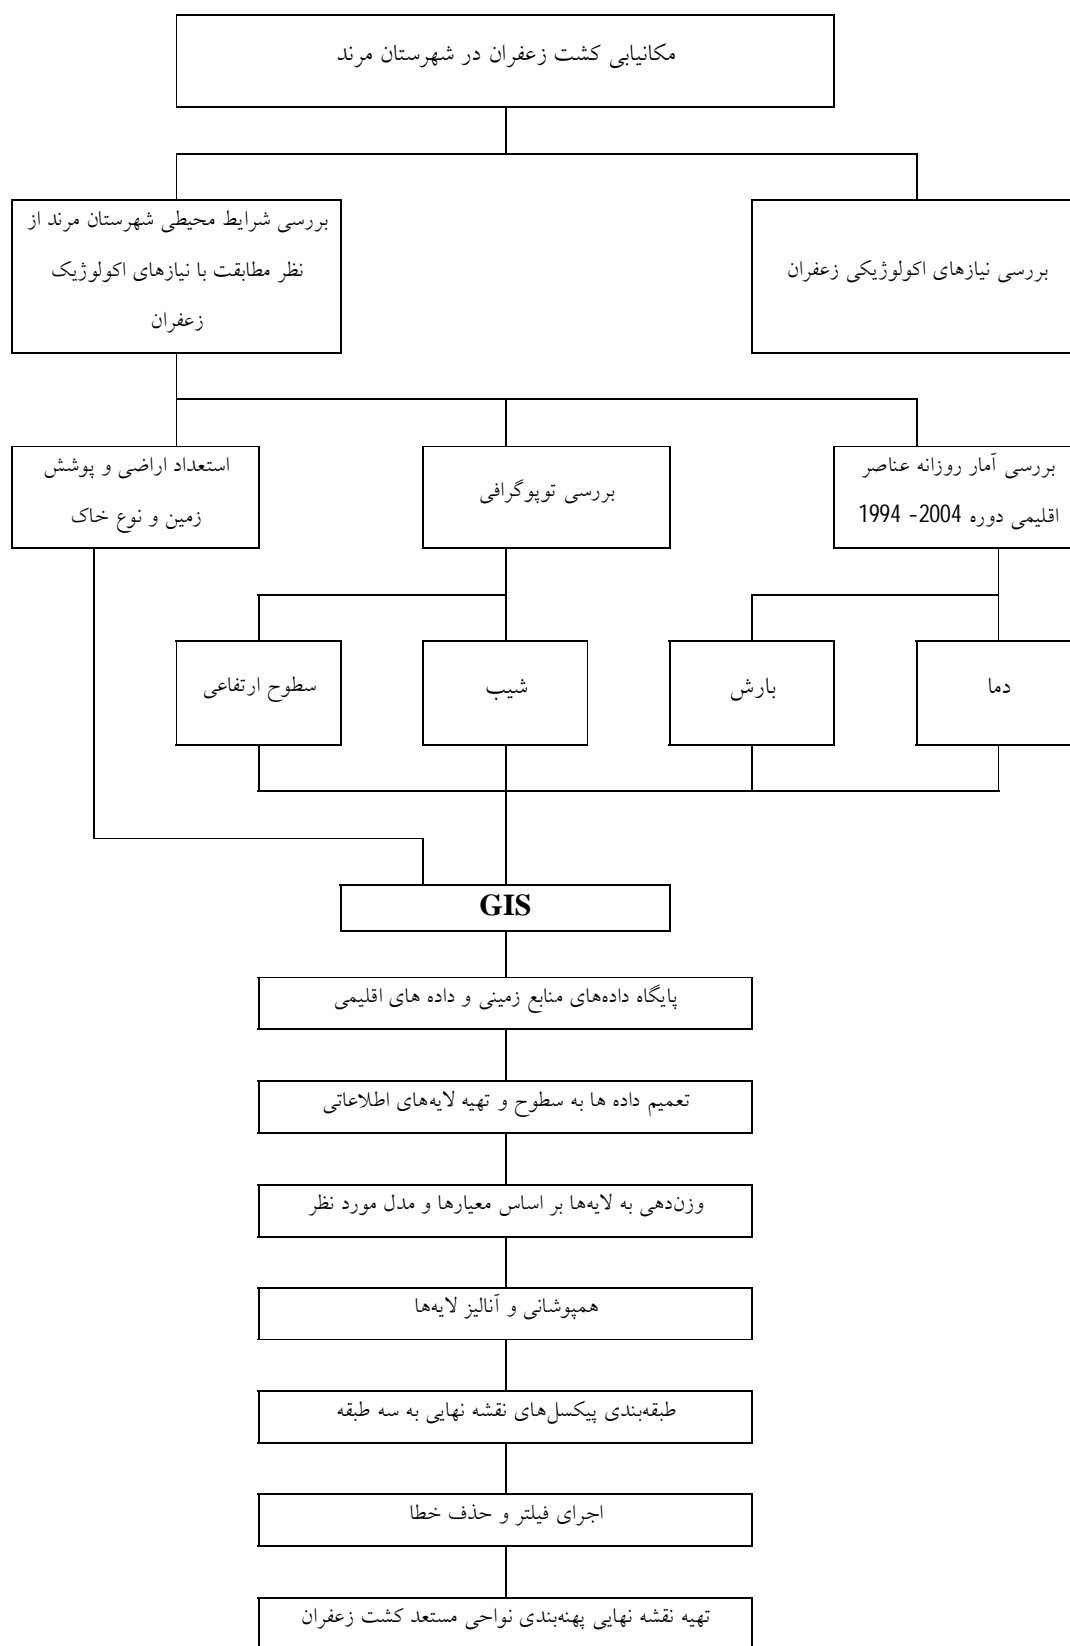 مکانیابی کشت زعفران در شهرستان مرند
بررسی نیازهای اکولوژیکی زعفران
بررسی شرایط محیطی شهرستان مرند از
نظر مطابقت با نیازهای اکولوژیک
زعفران
بررسی آمار روزانه عناصر
اقلیمی دوره 2004- 1994
بررسی توپوگرافی
استعداد اراضی و پوشش
زمین و نوع خاک
دما
بارش
شیب
سطوح ارتفاعی
GIS
پایگاه داده‌های منابع زمینی و داده های اقلیمی
تعمیم داده ها به سطوح و تهیه لایه‌های اطلاعاتی
وزن‌دهی به لایه‌ها بر اساس معیارها و مدل مورد نظر
همپوشانی و آنالیز لایه‌ها
طبقه‌بندی پیکسل‌های نقشه نهایی به سه طبقه
اجرای فیلتر و حذف خطا
تهیه نقشه نهایی پهنه‌بندی نواحی مستعد کشت زعفران